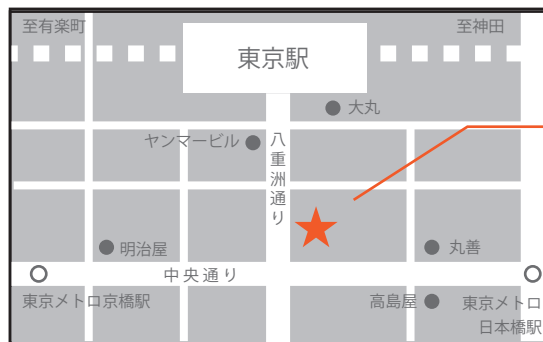 至有楽町
至神田
東京駅
大丸
ヤンマービル
八重洲通り
明治屋
丸善
中央通り
東京メトロ京橋駅
高島屋
東京メトロ
日本橋駅